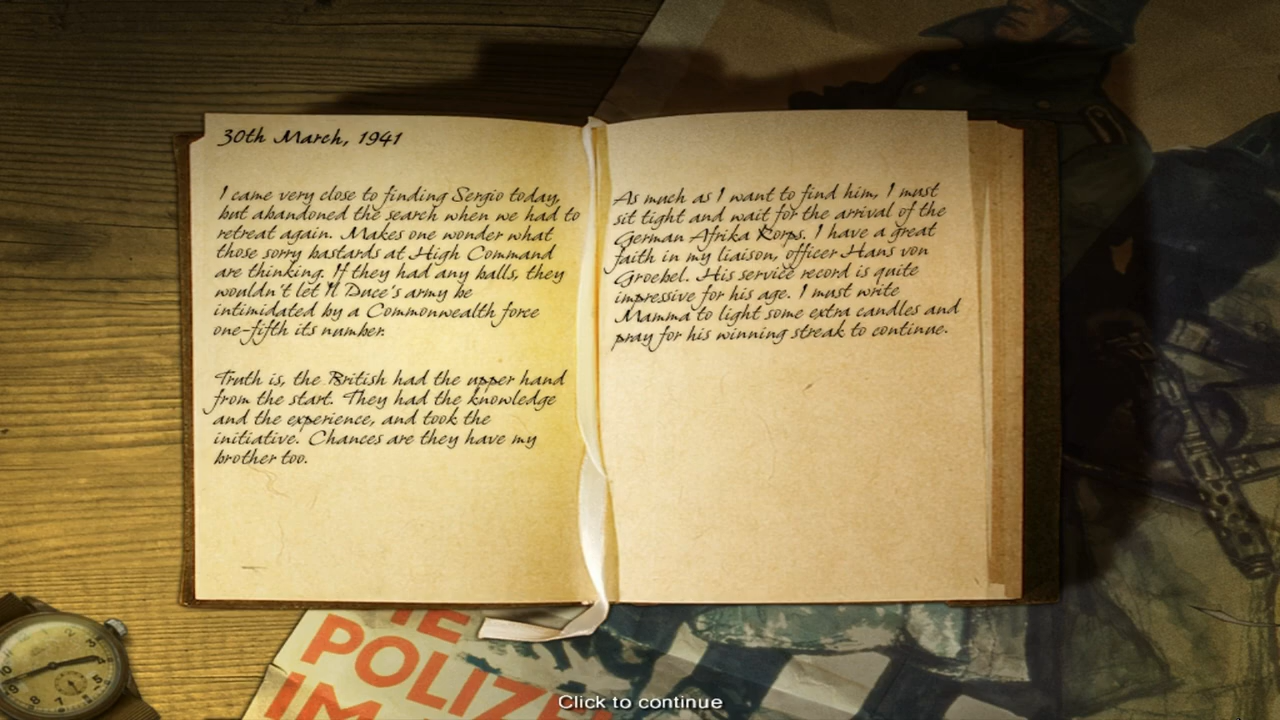 30th March, 1941
I came very close to finding Sergio today,
but abandoned the search when we had to
retreat again. Makes one wonder what
those sorry bastards at High Command
are thinking. If they had any balls, they
wouldn't let Il Duce's army be
intimidated by a Commonwealth force
one-fifth its number.
Truth is, the British had the upper hand
from the start. They had the knowledge
and the experience, and took the
initiative. Chances are they have my
brother too.
As much as I want to find him, I must
sit tight and wait for the arrival of the
German Afrika Korps. I have a great
faith in my liaison, officer Hans von
Groebel. His service record is quite
impressive for his age. I must write
Mamma to light some extra candles and
pray for his winning streak to continue.
POLIZE
IM
Click to continue